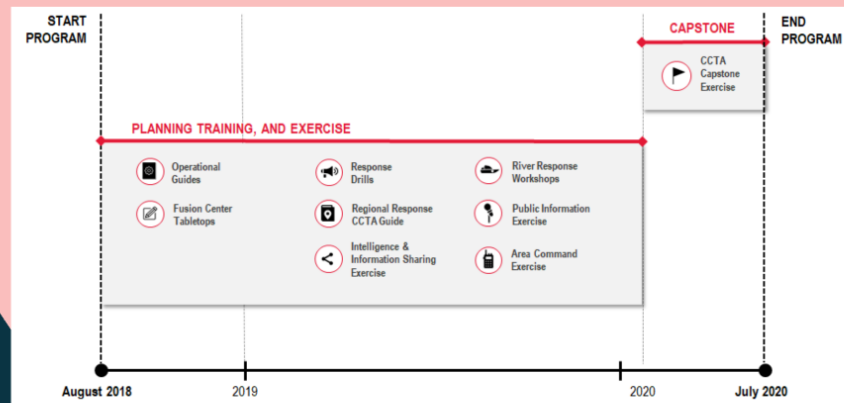 START
PROGRAM
CAPSTONE
END
PROGRAM
CCTA
Capstone
Exercise
PLANNING TRAINING, AND EXERCISE
Operational
Guides
Response
Drills
River Response
Workshops
Fusion Center
Tabletops
Regional Response
CCTA Guide
Public Information
Exercise
Intelligence &
Information Sharing
Exercise
Area Command
Exercise
August 2018
2019
2020
July 2020